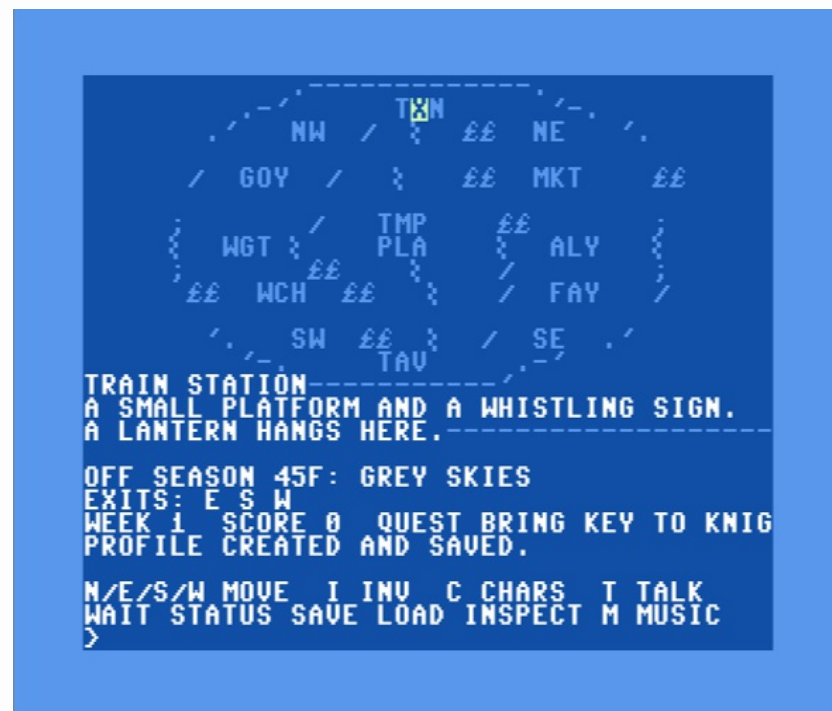 TXN
NW / ££ NE
/ GOY / ££ MKT ££
/ TMP ££
WGT PLA ALY
££ /
££ WCH ££ / FAY /
SW ££ / SE
TAV
TRAIN STATION
A SMALL PLATFORM AND A WHISTLING SIGN.
A LANTERN HANGS HERE.
OFF SEASON 45F: GREY SKIES
EXITS: E S W
WEEK 1 SCORE 0 QUEST BRING KEY TO KNIG
PROFILE CREATED AND SAVED.
N/E/S/W MOVE I INV C CHARS T TALK
WAIT STATUS SAVE LOAD INSPECT M MUSIC
>